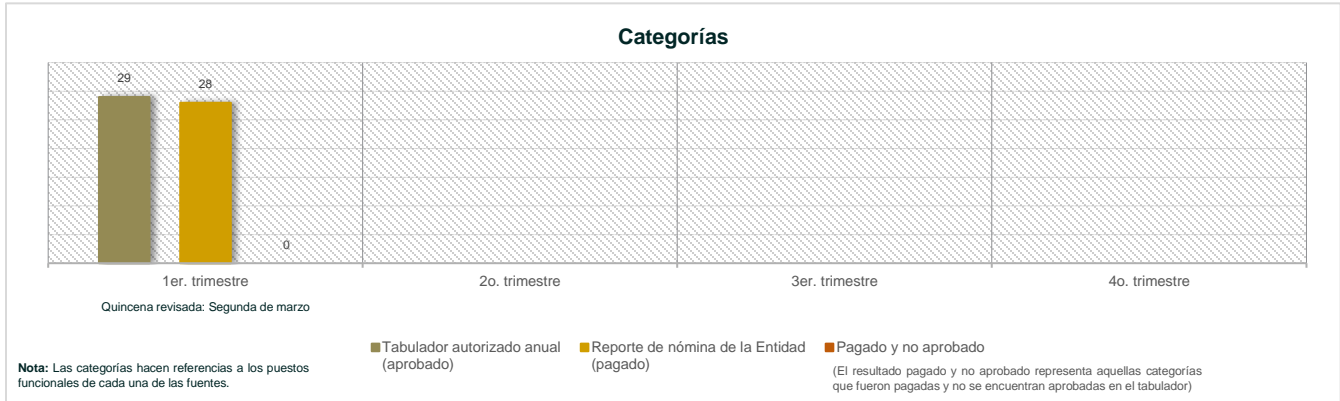 Categorías
29
28
0
1er. trimestre
2o. trimestre
3er. trimestre
4o. trimestre
Quincena revisada: Segunda de marzo
Tabulador autorizado anual
(aprobado)
Reporte de nómina de la Entidad
(pagado)
Pagado y no aprobado
(El resultado pagado y no aprobado representa aquellas categorías
que fueron pagadas y no se encuentran aprobadas en el tabulador)
Nota: Las categorías hacen referencias a los puestos
funcionales de cada una de las fuentes.